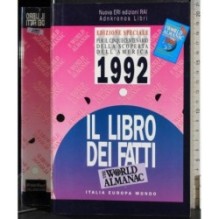 Nuova ERI edizioni RAI
Adnkronos Libri
EDIZIONE SPECIALE
PER IL CINQUECENTENARIO
DELLA SCOPERTA
DELL'AMERICA
1992
IL LIBRO
DEI FATTI
THE WORLD
ALMANAC
ITALIA EUROPA MONDO